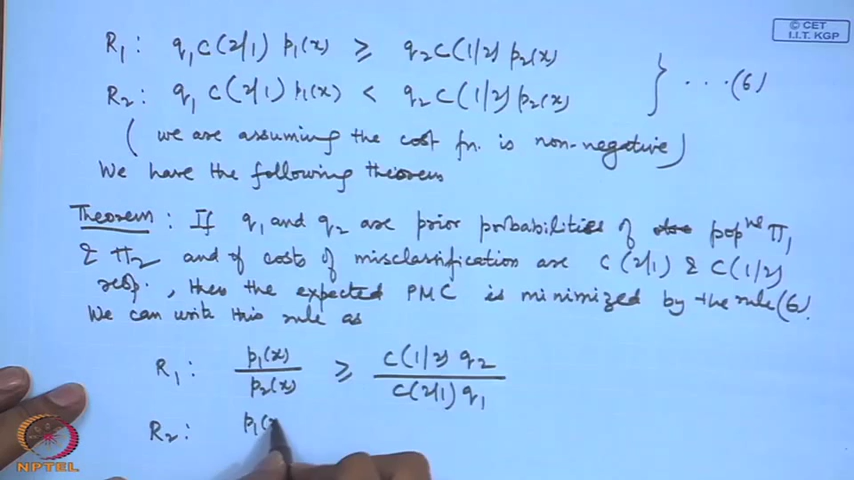 © CET
I.I.T. KGP
R₁: q₁ C(2/1) p₁(x) ≥ q₂ C(1/2) p₂(x)
R₂: q₁ C(2/1) p₁(x) < q₂ C(1/2) p₂(x) } ...(6)
(we are assuming the cost fn. is non-negative)
We have the following theorem
Theorem: If q₁ and q₂ are prior probabilities of popⁿˢ Π₁
& Π₂ and if costs of misclassification are C(2/1) & C(1/2)
resp., then the expected PMC is minimized by the rule (6).
We can write this rule as
R₁: p₁(x)/p₂(x) ≥ C(1/2) q₂ / C(2/1) q₁
R₂: p₁(x
NPTEL